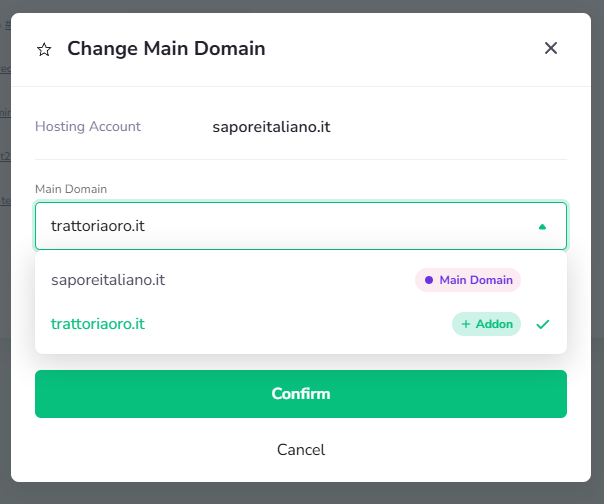 Change Main Domain
Hosting Account saporeitaliano.it
Main Domain
trattoriaoro.it
saporeitaliano.it Main Domain
trattoriaoro.it + Addon
Confirm
Cancel